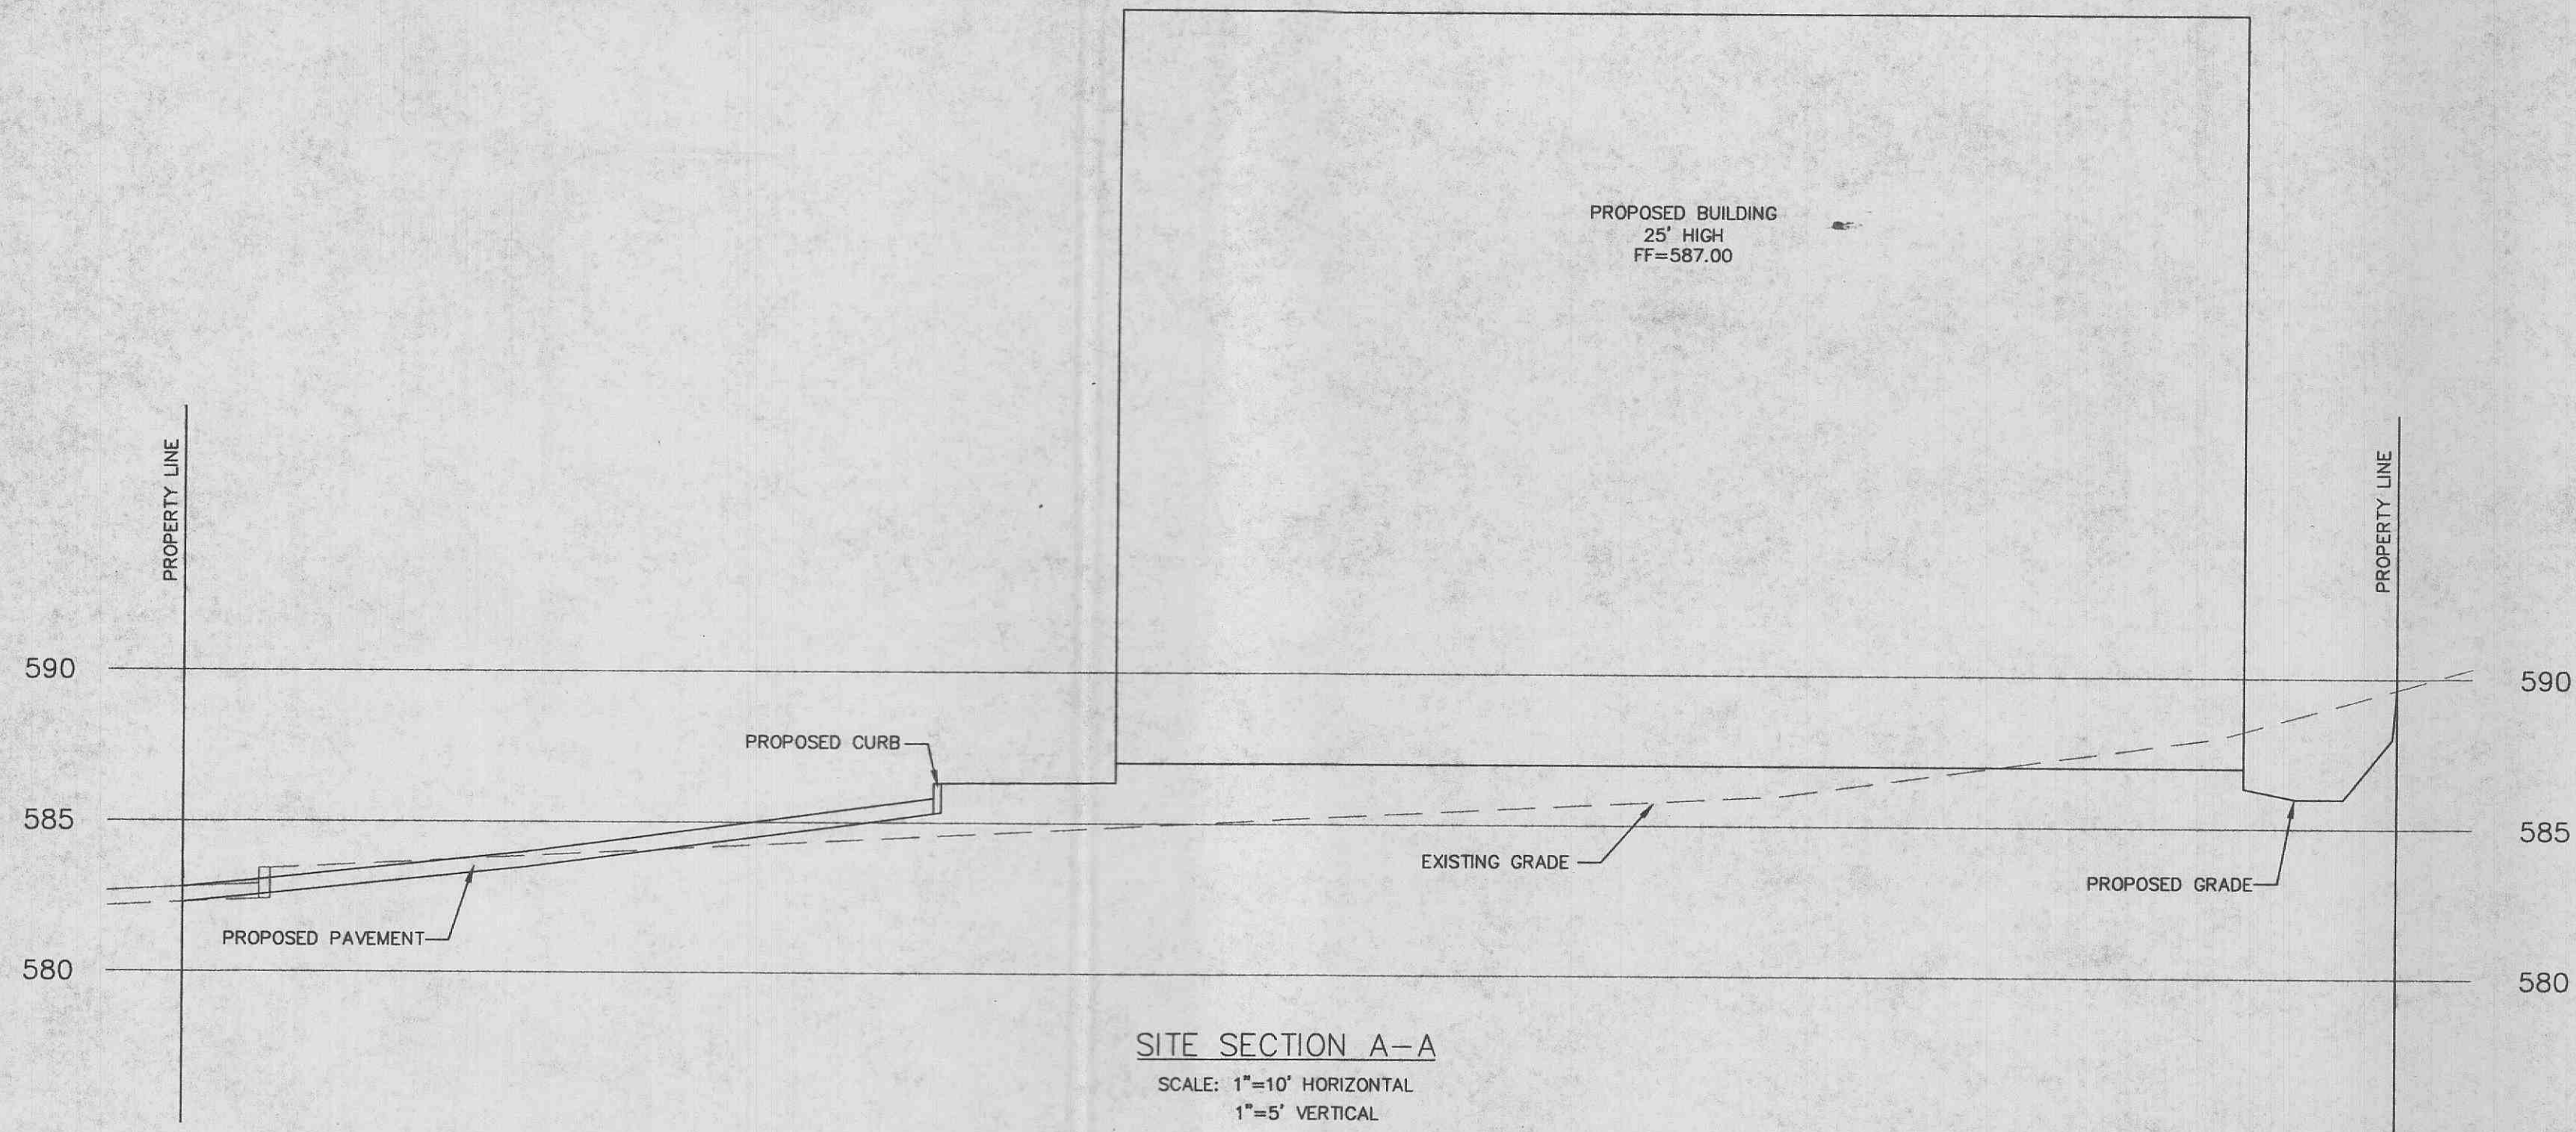 PROPOSED BUILDING
25' HIGH
FF=587.00
PROPERTY LINE
PROPERTY LINE
590
590
PROPOSED CURB
585
585
EXISTING GRADE
PROPOSED GRADE
PROPOSED PAVEMENT
580
580
SITE SECTION A-A
SCALE: 1"=10' HORIZONTAL
1"=5' VERTICAL